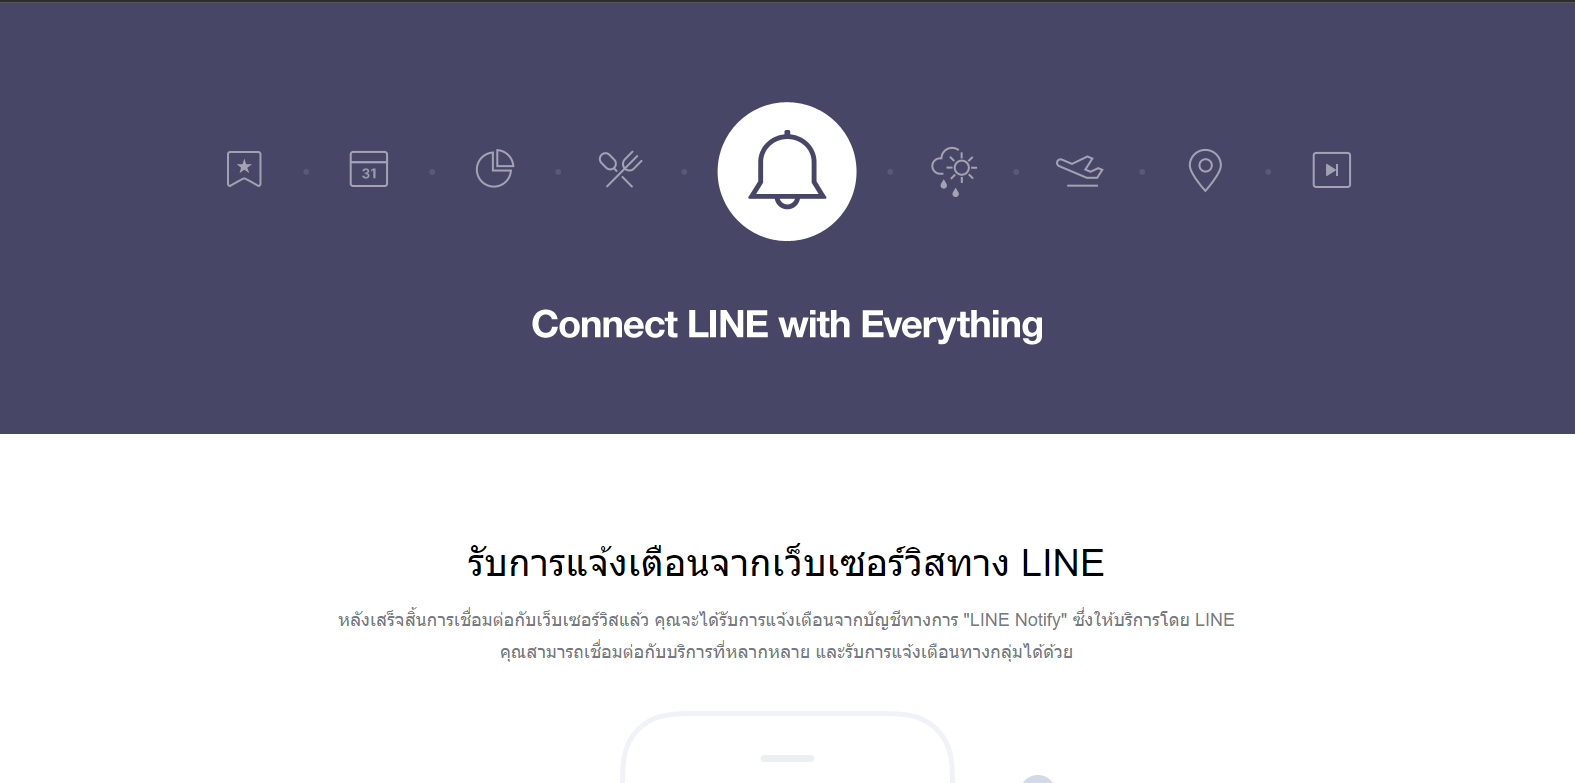 31
Connect LINE with Everything
รับการแจ้งเตือนจากเว็บเซอร์วิสทาง LINE
หลังเสร็จสิ้นการเชื่อมต่อกับเว็บเซอร์วิสแล้ว คุณจะได้รับการแจ้งเตือนจากบัญชีทางการ "LINE Notify" ซึ่งให้บริการโดย LINE
คุณสามารถเชื่อมต่อกับบริการที่หลากหลาย และรับการแจ้งเตือนทางกลุ่มได้ด้วย